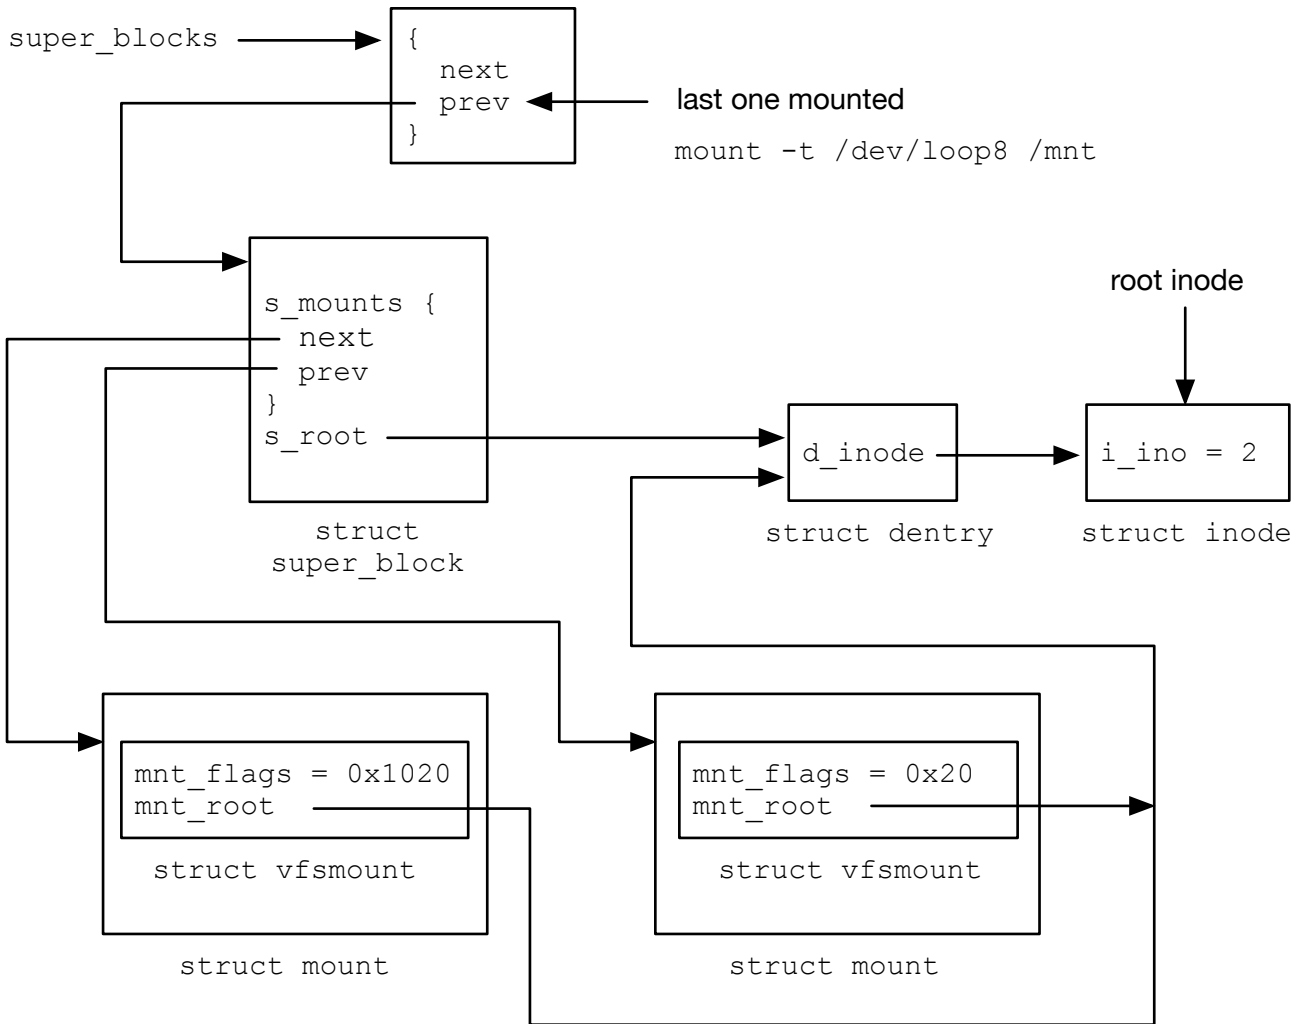 super_blocks
{
next
prev
}
last one mounted
mount -t /dev/loop8 /mnt
s_mounts {
next
prev
}
s_root
struct
super_block
root inode
d_inode
struct dentry
i_ino = 2
struct inode
mnt_flags = 0x1020
mnt_root
struct vfsmount
struct mount
mnt_flags = 0x20
mnt_root
struct vfsmount
struct mount